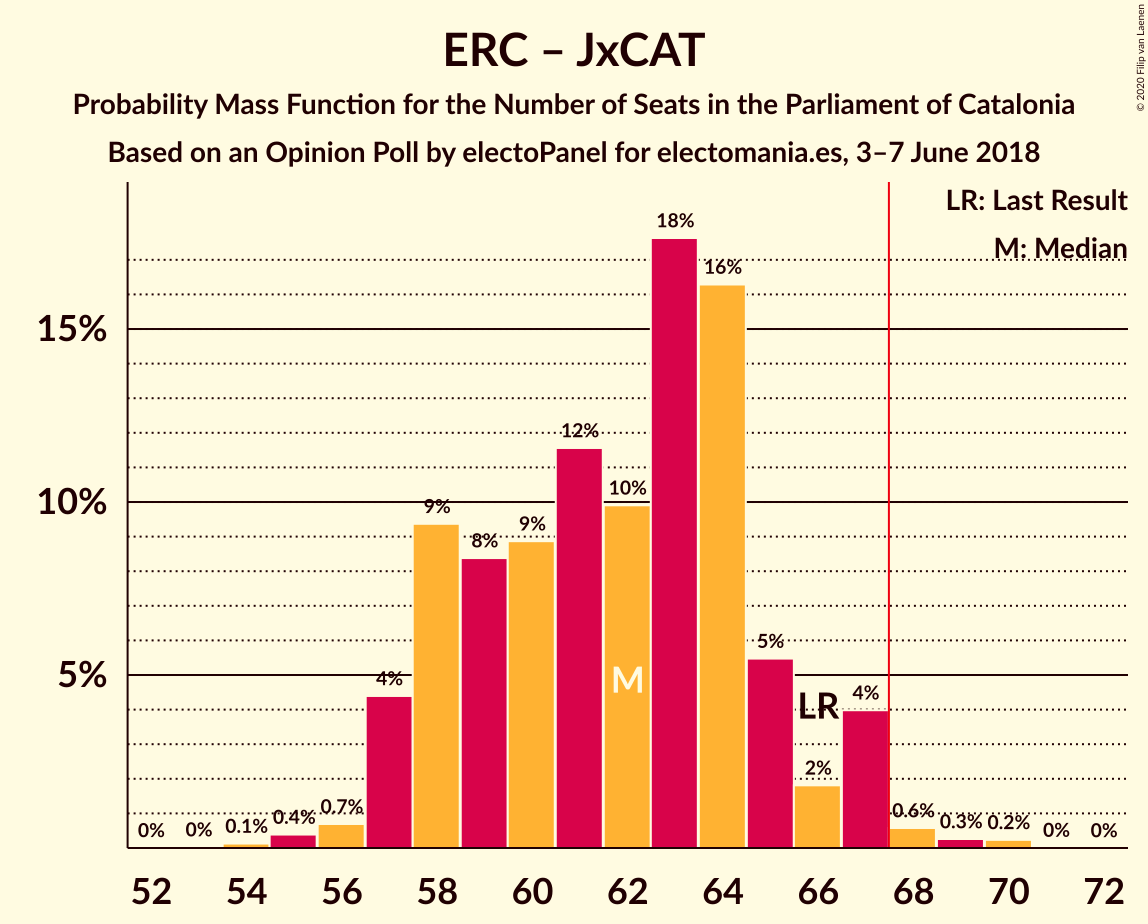 © 2020 Filip van Laenen
ERC – JxCAT
Probability Mass Function for the Number of Seats in the Parliament of Catalonia
Based on an Opinion Poll by electoPanel for electomania.es, 3–7 June 2018
LR: Last Result
M: Median
15%
10%
5%
0%
0%
0.1%
0.4%
0.7%
4%
9%
8%
9%
12%
10%
18%
16%
5%
2%
4%
0.6%
0.3%
0.2%
0%
0%
M
LR
52 54 56 58 60 62 64 66 68 70 72